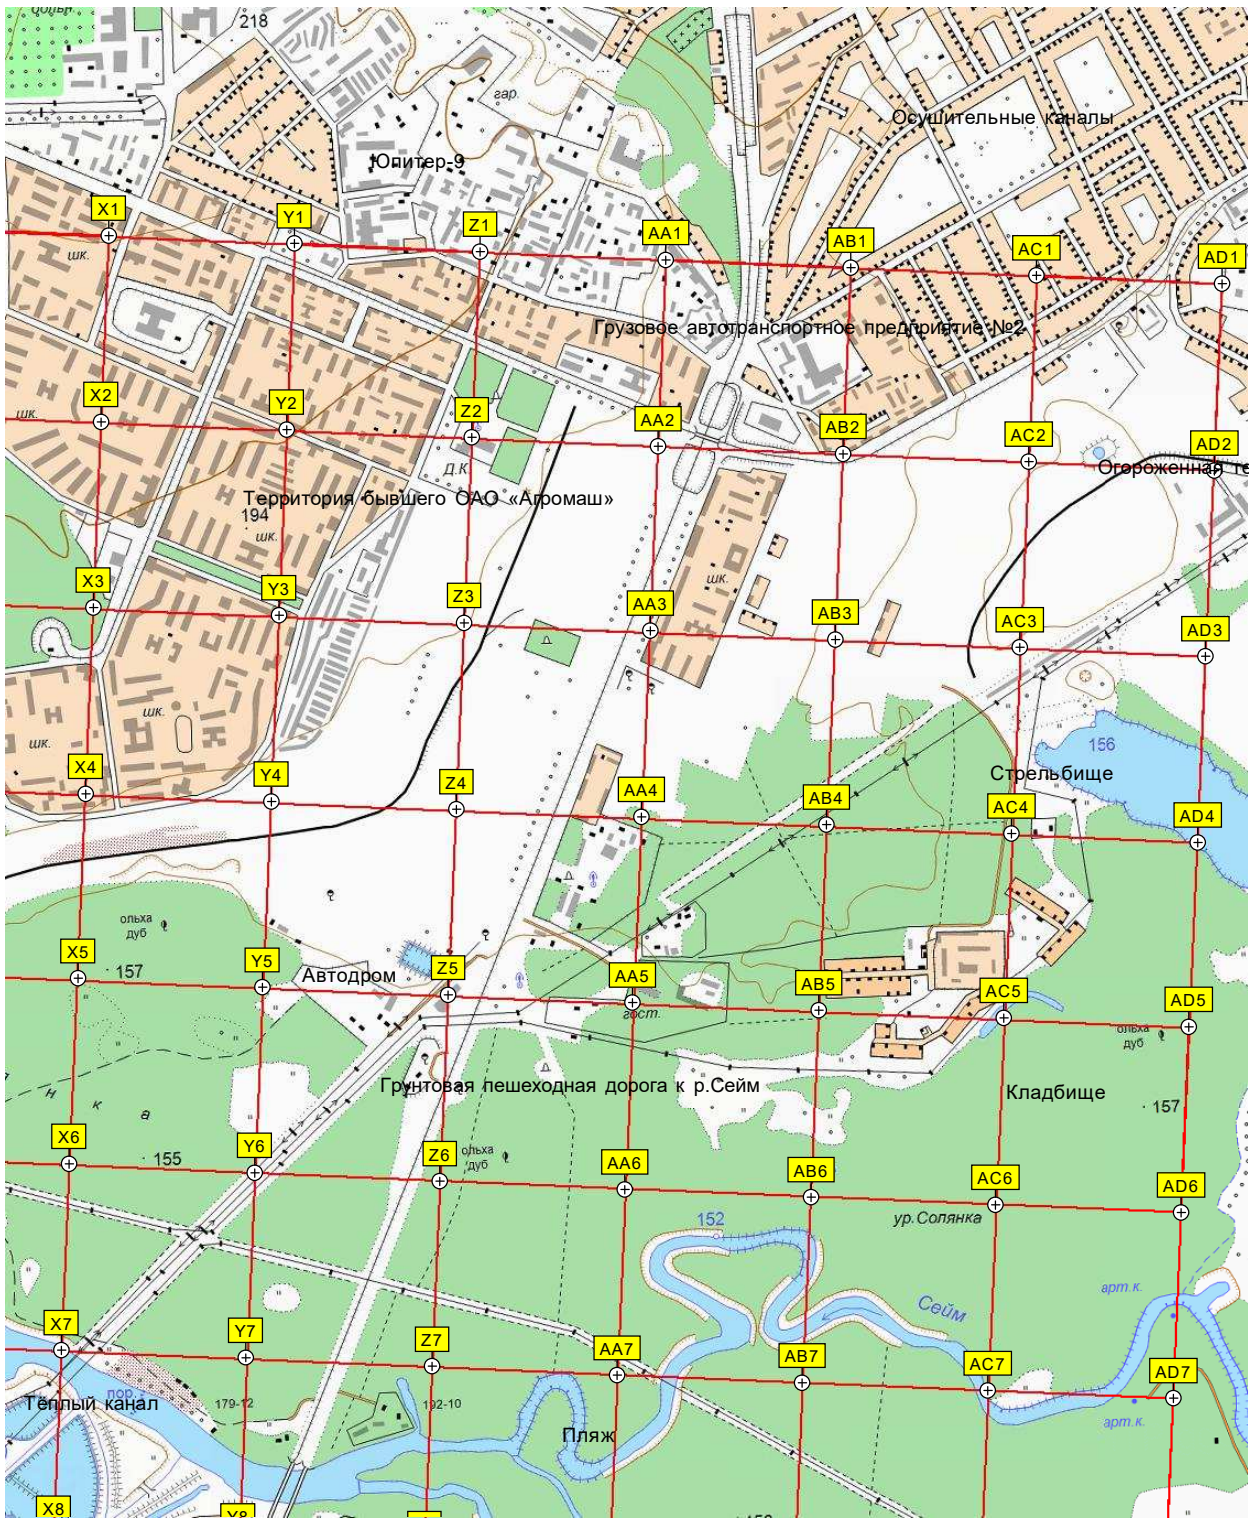 больн.
218
гар.
Осушительные каналы
Юпитер-9
X1
Y1
Z1
AA1
AB1
AC1
AD1
шк.
Грузовое автотранспортное предприятие №2
X2
Y2
Z2
AA2
AB2
AC2
AD2
шк.
Д.К.
Огороженная те
Территория бывшего ОАО «Агромаш»
194
шк.
шк.
X3
Y3
Z3
AA3
AB3
AC3
AD3
шк.
шк.
156
X4
Y4
Z4
AA4
AB4
AC4
AD4
Стрельбище
ольха
дуб
X5
Y5
Z5
AA5
AB5
AC5
AD5
157
Автодром
гост.
ольха
дуб
Грунтовая пешеходная дорога к р.Сейм
Кладбище
н к а
157
X6
Y6
Z6
AA6
AB6
AC6
AD6
155
ольха
дуб
152
ур.Солянка
арт.к.
Сейм
X7
Y7
Z7
AA7
AB7
AC7
AD7
пор.
Тёплый канал
179-12
192-10
арт.к.
Пляж
X8
Y8